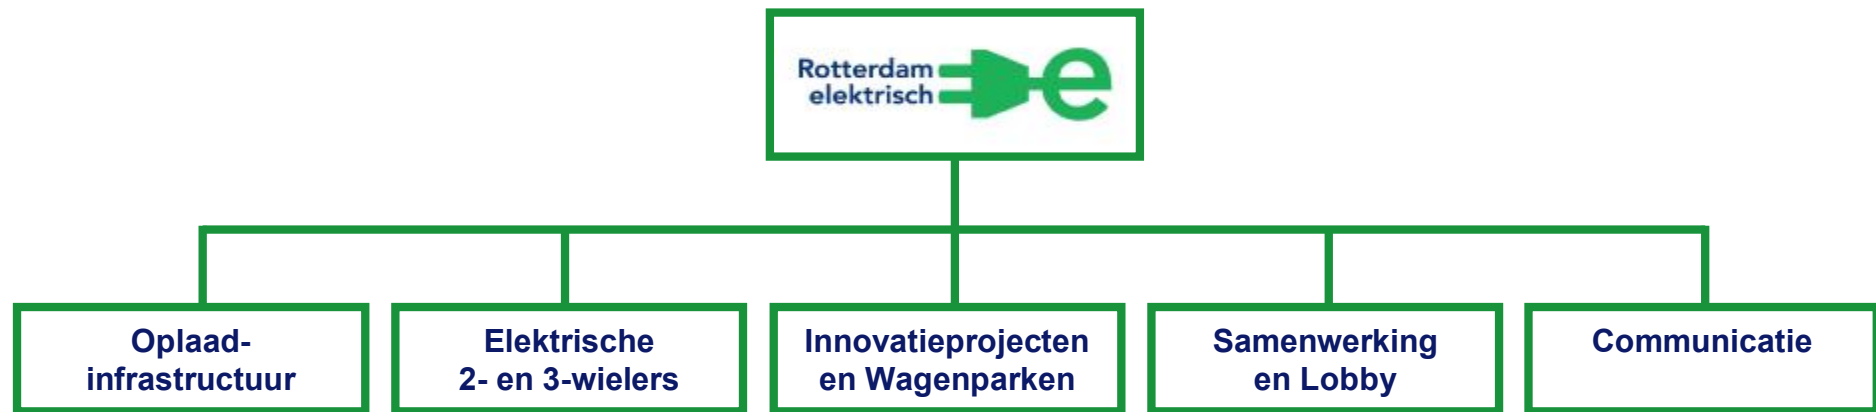 Rotterdam
elektrisch
e
Oplaad-
infrastructuur
Elektrische
2- en 3-wielers
Innovatieprojecten
en Wagenparken
Samenwerking
en Lobby
Communicatie